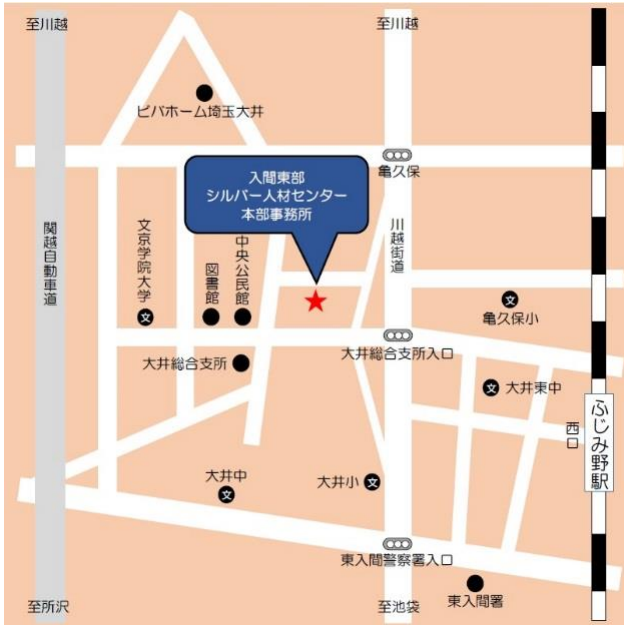 至川越
至川越
ビバホーム埼玉大井
亀久保
入間東部
シルバー人材センター
本部事務所
関越自動車道
文京学院大学
図書館
中央公民館
川越街道
文
文
亀久保小
大井総合支所入口
大井総合支所
文
大井東中
西口
ふじみ野駅
大井中
文
大井小
文
東入間警察署入口
至所沢
至池袋
東入間署